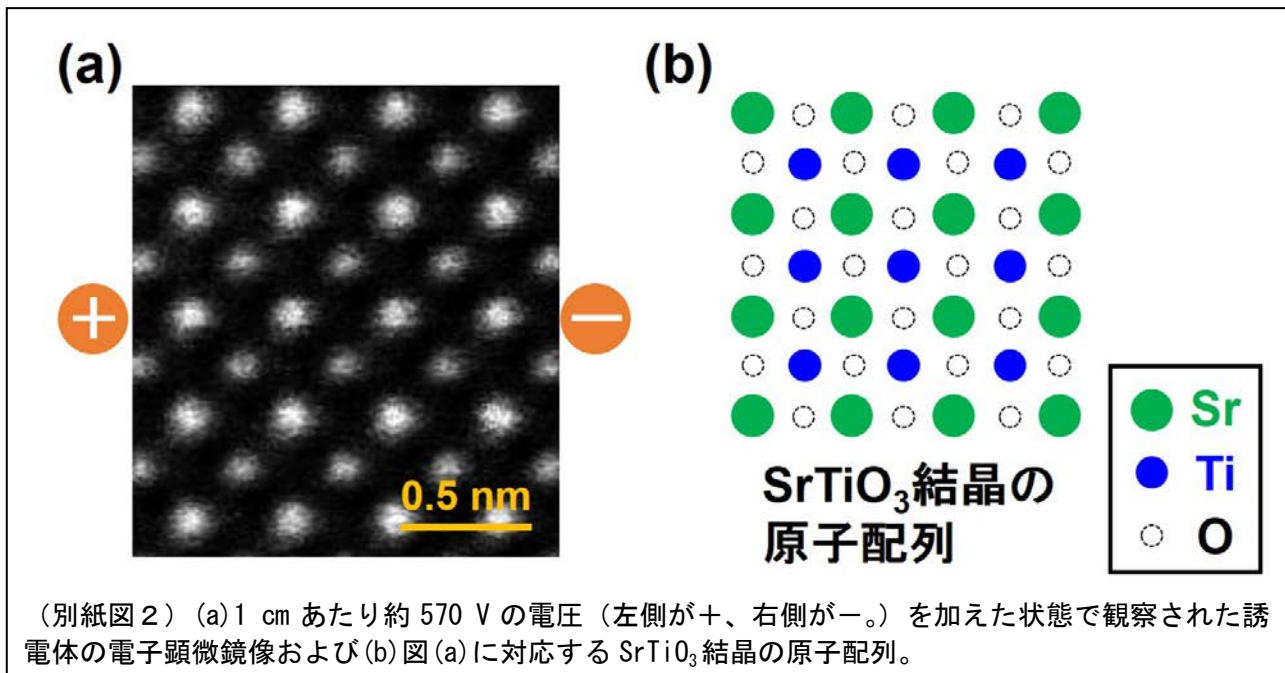 (a)
(b)
+
−
0.5 nm
Sr
Ti
O
SrTiO₃結晶の
原子配列
(別紙図2) (a)1 cm あたり約 570 V の電圧(左側が+、右側が−。)を加えた状態で観察された誘
電体の電子顕微鏡像および(b)図(a)に対応する SrTiO₃結晶の原子配列。